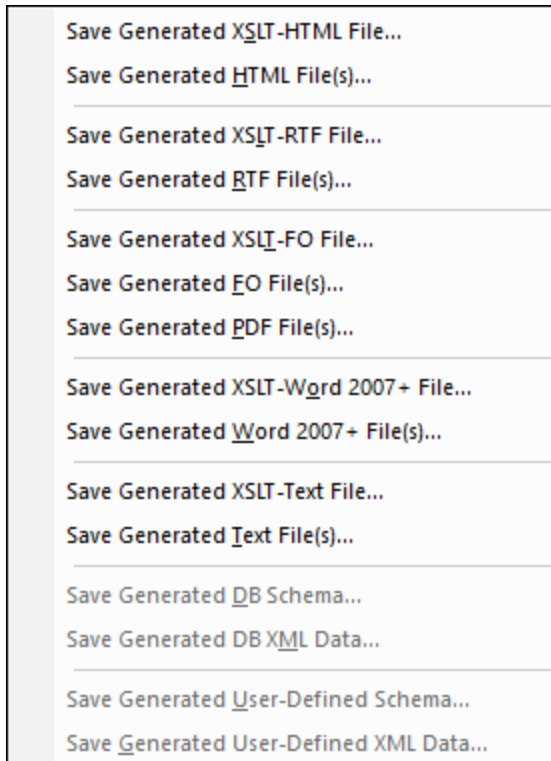 Save Generated XSLT-HTML File...
Save Generated HTML File(s)...
Save Generated XSLT-RTF File...
Save Generated RTF File(s)...
Save Generated XSLT-FO File...
Save Generated FO File(s)...
Save Generated PDF File(s)...
Save Generated XSLT-Word 2007+ File...
Save Generated Word 2007+ File(s)...
Save Generated XSLT-Text File...
Save Generated Text File(s)...
Save Generated DB Schema...
Save Generated DB XML Data...
Save Generated User-Defined Schema...
Save Generated User-Defined XML Data...